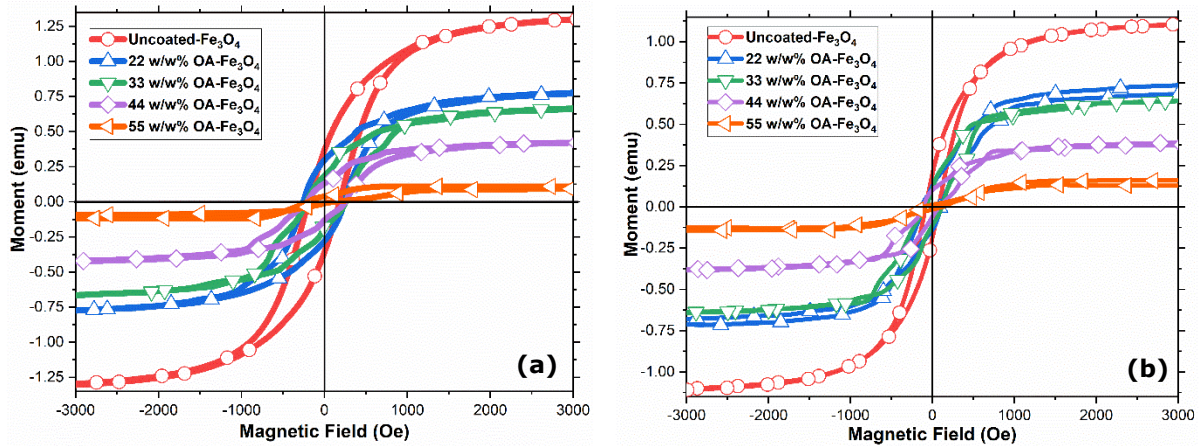 Uncoated-Fe₃O₄
22 w/w% OA-Fe₃O₄
33 w/w% OA-Fe₃O₄
44 w/w% OA-Fe₃O₄
55 w/w% OA-Fe₃O₄
1.25
1.00
0.75
0.50
0.25
0.00
-0.25
-0.50
-0.75
-1.00
-1.25
Moment (emu)
-3000 -2000 -1000 0 1000 2000 3000
Magnetic Field (Oe)
(a)
Uncoated-Fe₃O₄
22 w/w% OA-Fe₃O₄
33 w/w% OA-Fe₃O₄
44 w/w% OA-Fe₃O₄
55 w/w% OA-Fe₃O₄
1.00
0.75
0.50
0.25
0.00
-0.25
-0.50
-0.75
-1.00
Moment (emu)
-3000 -2000 -1000 0 1000 2000 3000
Magnetic Field (Oe)
(b)